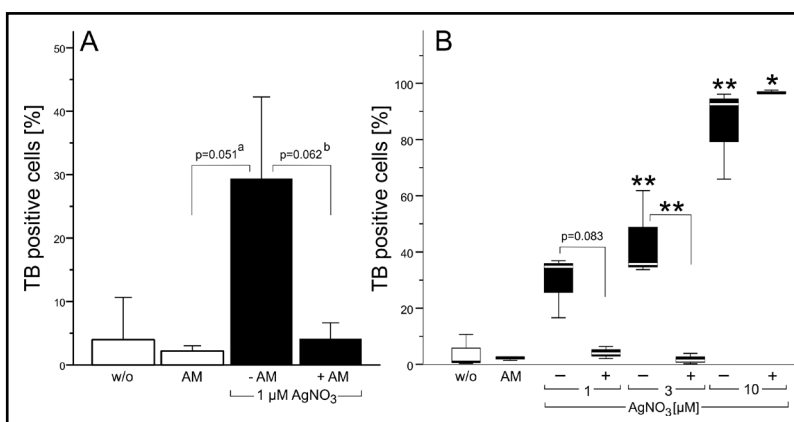 A
TB positive cells [%]
50
40
50
30
20
10
0
p=0.051a
p=0.062b
w/o
AM
- AM
+ AM
1 µM AgNO3
B
TB positive cells [%]
100
80
60
40
20
0
p=0.083
**
**
**
*
w/o
AM
−
+
−
+
−
+
1
3
10
AgNO3[µM]